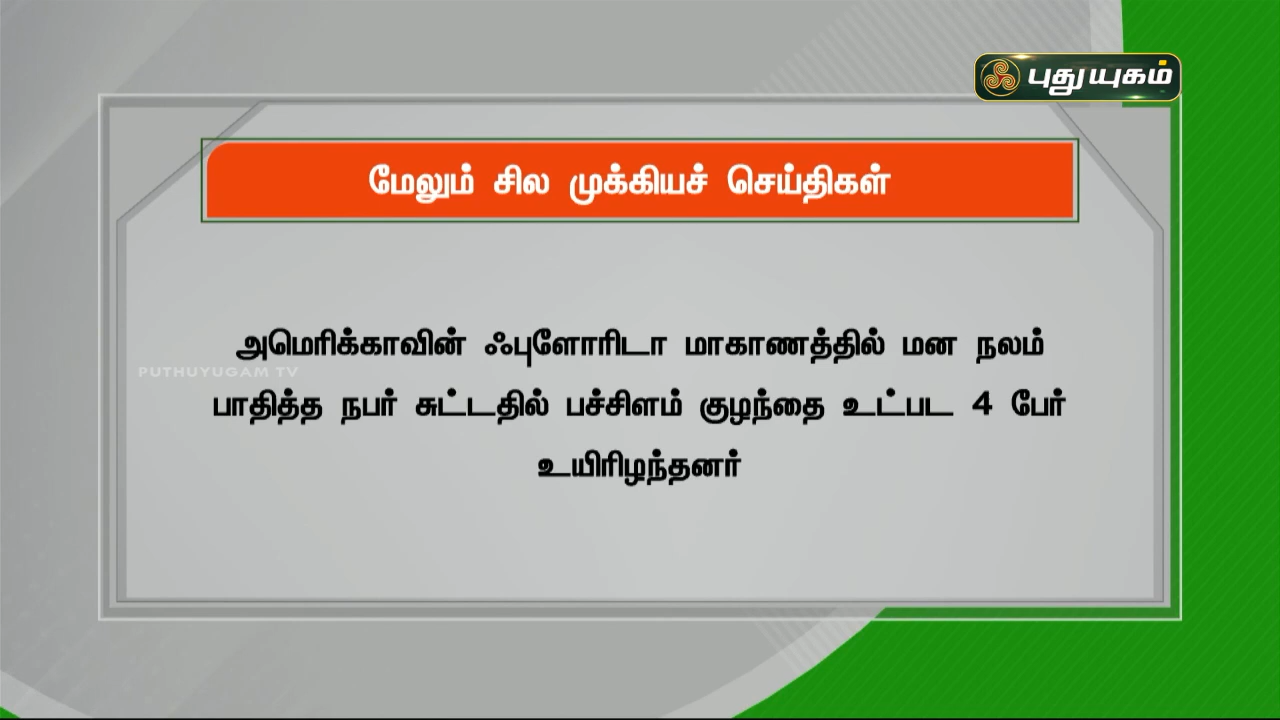 புதுயுகம்
மேலும் சில முக்கியச் செய்திகள்
அமெரிக்காவின் ஃபுளோரிடா மாகாணத்தில் மன நலம்
PUTHUYUGAM TV
பாதித்த நபர் சுட்டதில் பச்சிளம் குழந்தை உட்பட 4 பேர்
உயிரிழந்தனர்